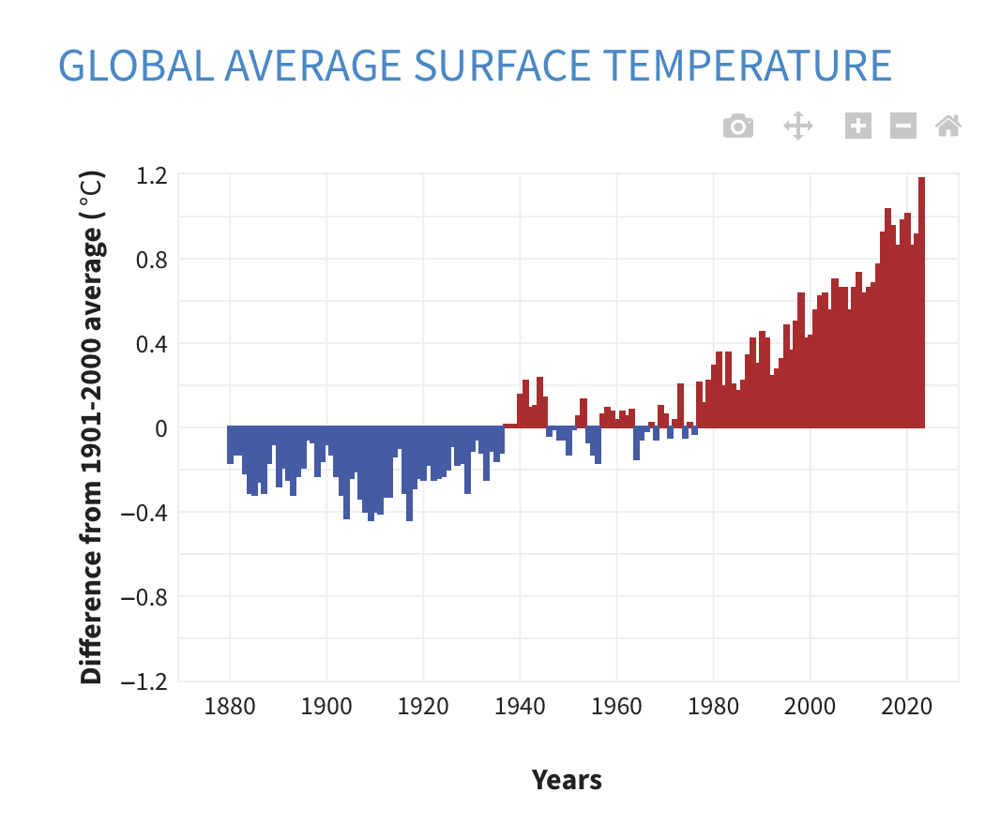 GLOBAL AVERAGE SURFACE TEMPERATURE
Difference from 1901-2000 average (°C)
1.2
0.8
0.4
0
−0.4
−0.8
−1.2
1880 1900 1920 1940 1960 1980 2000 2020
Years